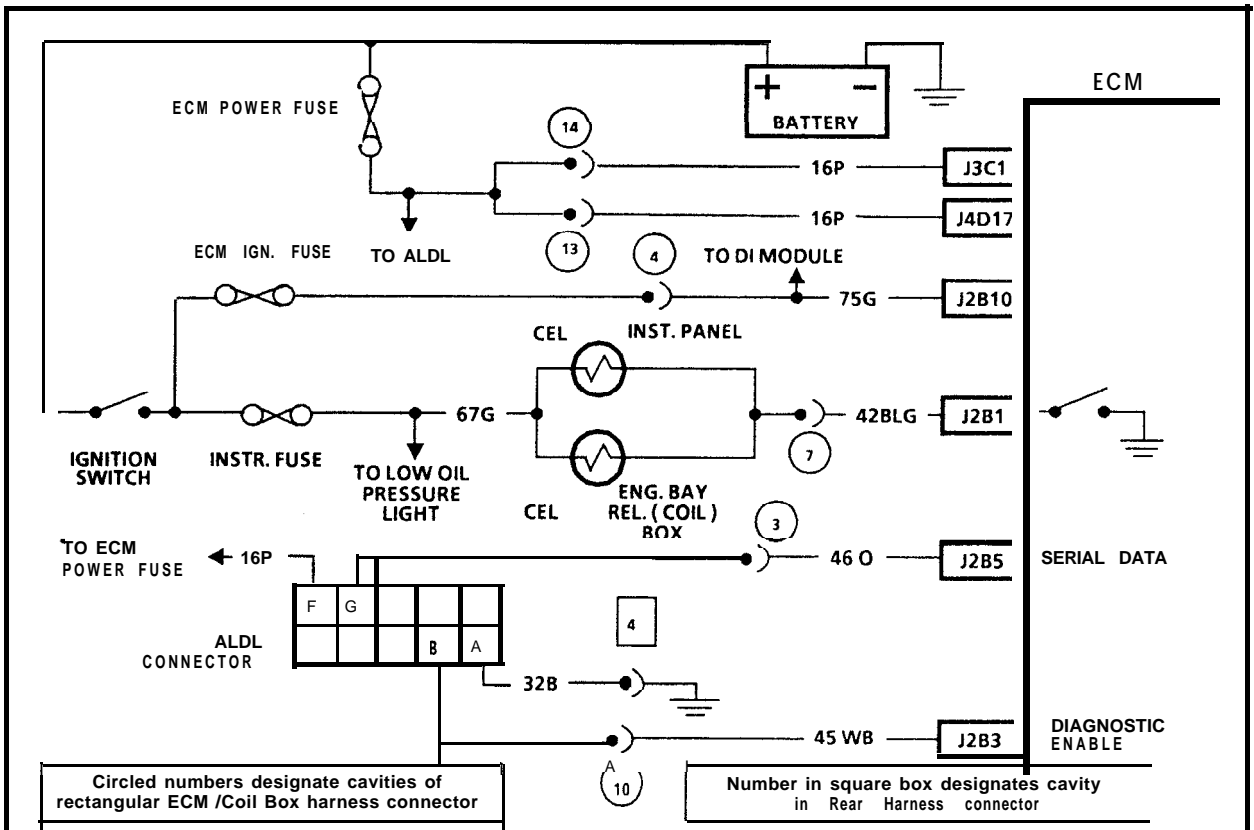 ECM
ECM POWER FUSE
+ −
BATTERY
14
16P
J3C1
16P
J4D17
ECM IGN. FUSE
TO ALDL
13
4
TO DI MODULE
75G
J2B10
CEL
INST. PANEL
67G
42BLG
J2B1
IGNITION
SWITCH
INSTR. FUSE
TO LOW OIL
PRESSURE
LIGHT
7
CEL
ENG. BAY
REL. ( COIL )
BOX
3
TO ECM
POWER FUSE
16P
46 O
J2B5
SERIAL DATA
F G
B A
ALDL
CONNECTOR
4
32B
45 WB
J2B3
DIAGNOSTIC
ENABLE
A
10
Circled numbers designate cavities of
rectangular ECM /Coil Box harness connector
Number in square box designates cavity
in Rear Harness connector